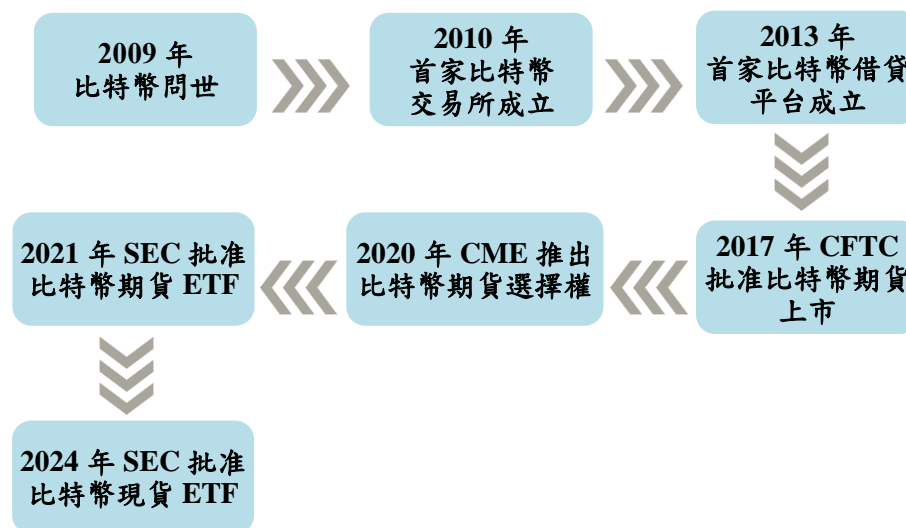 2009 年
比特幣問世
2010 年
首家比特幣
交易所成立
2013 年
首家比特幣借貸
平台成立
2017 年 CFTC
批准比特幣期貨
上市
2020 年 CME 推出
比特幣期貨選擇權
2021 年 SEC 批准
比特幣期貨 ETF
2024 年 SEC 批准
比特幣現貨 ETF